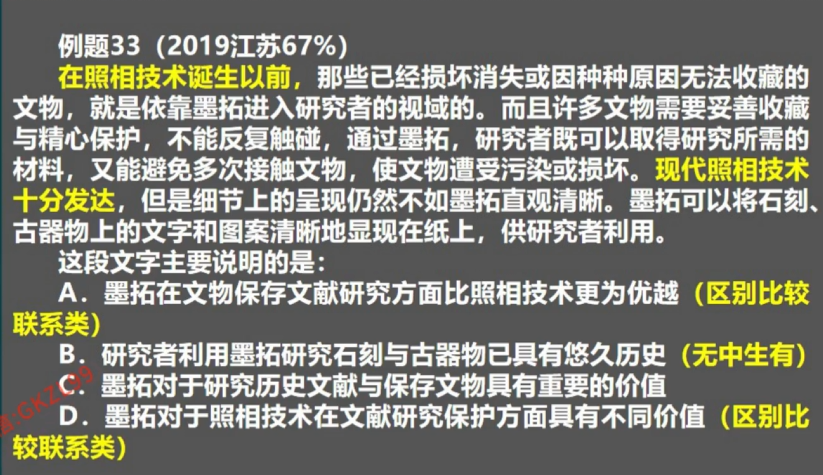 例题33（2019江苏67%）
在照相技术诞生以前，那些已经损坏消失或因种种原因无法收藏的
文物，就是依靠墨拓进入研究者的视域的。而且许多文物需要妥善收藏
与精心保护，不能反复触碰，通过墨拓，研究者既可以取得研究所需的
材料，又能避免多次接触文物，使文物遭受污染或损坏。现代照相技术
十分发达，但是细节上的呈现仍然不如墨拓直观清晰。墨拓可以将石刻、
古器物上的文字和图案清晰地显现在纸上，供研究者利用。
这段文字主要说明的是：
A．墨拓在文物保存文献研究方面比照相技术更为优越（区别比较
联系类）
B．研究者利用墨拓研究石刻与古器物已具有悠久历史（无中生有）
C．墨拓对于研究历史文献与保存文物具有重要的价值
D．墨拓对于照相技术在文献研究保护方面具有不同价值（区别比
较联系类）